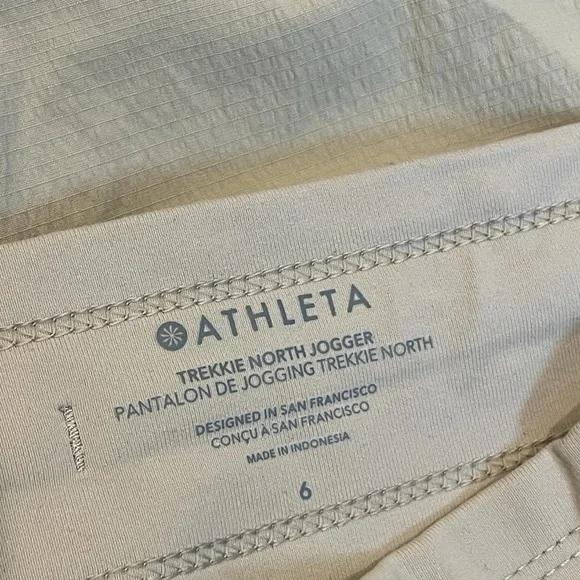 ATHLETA
TREKKIE NORTH JOGGER
PANTALON DE JOGGING TREKKIE NORTH
DESIGNED IN SAN FRANCISCO
CONÇU À SAN FRANCISCO
MADE IN INDONESIA
6